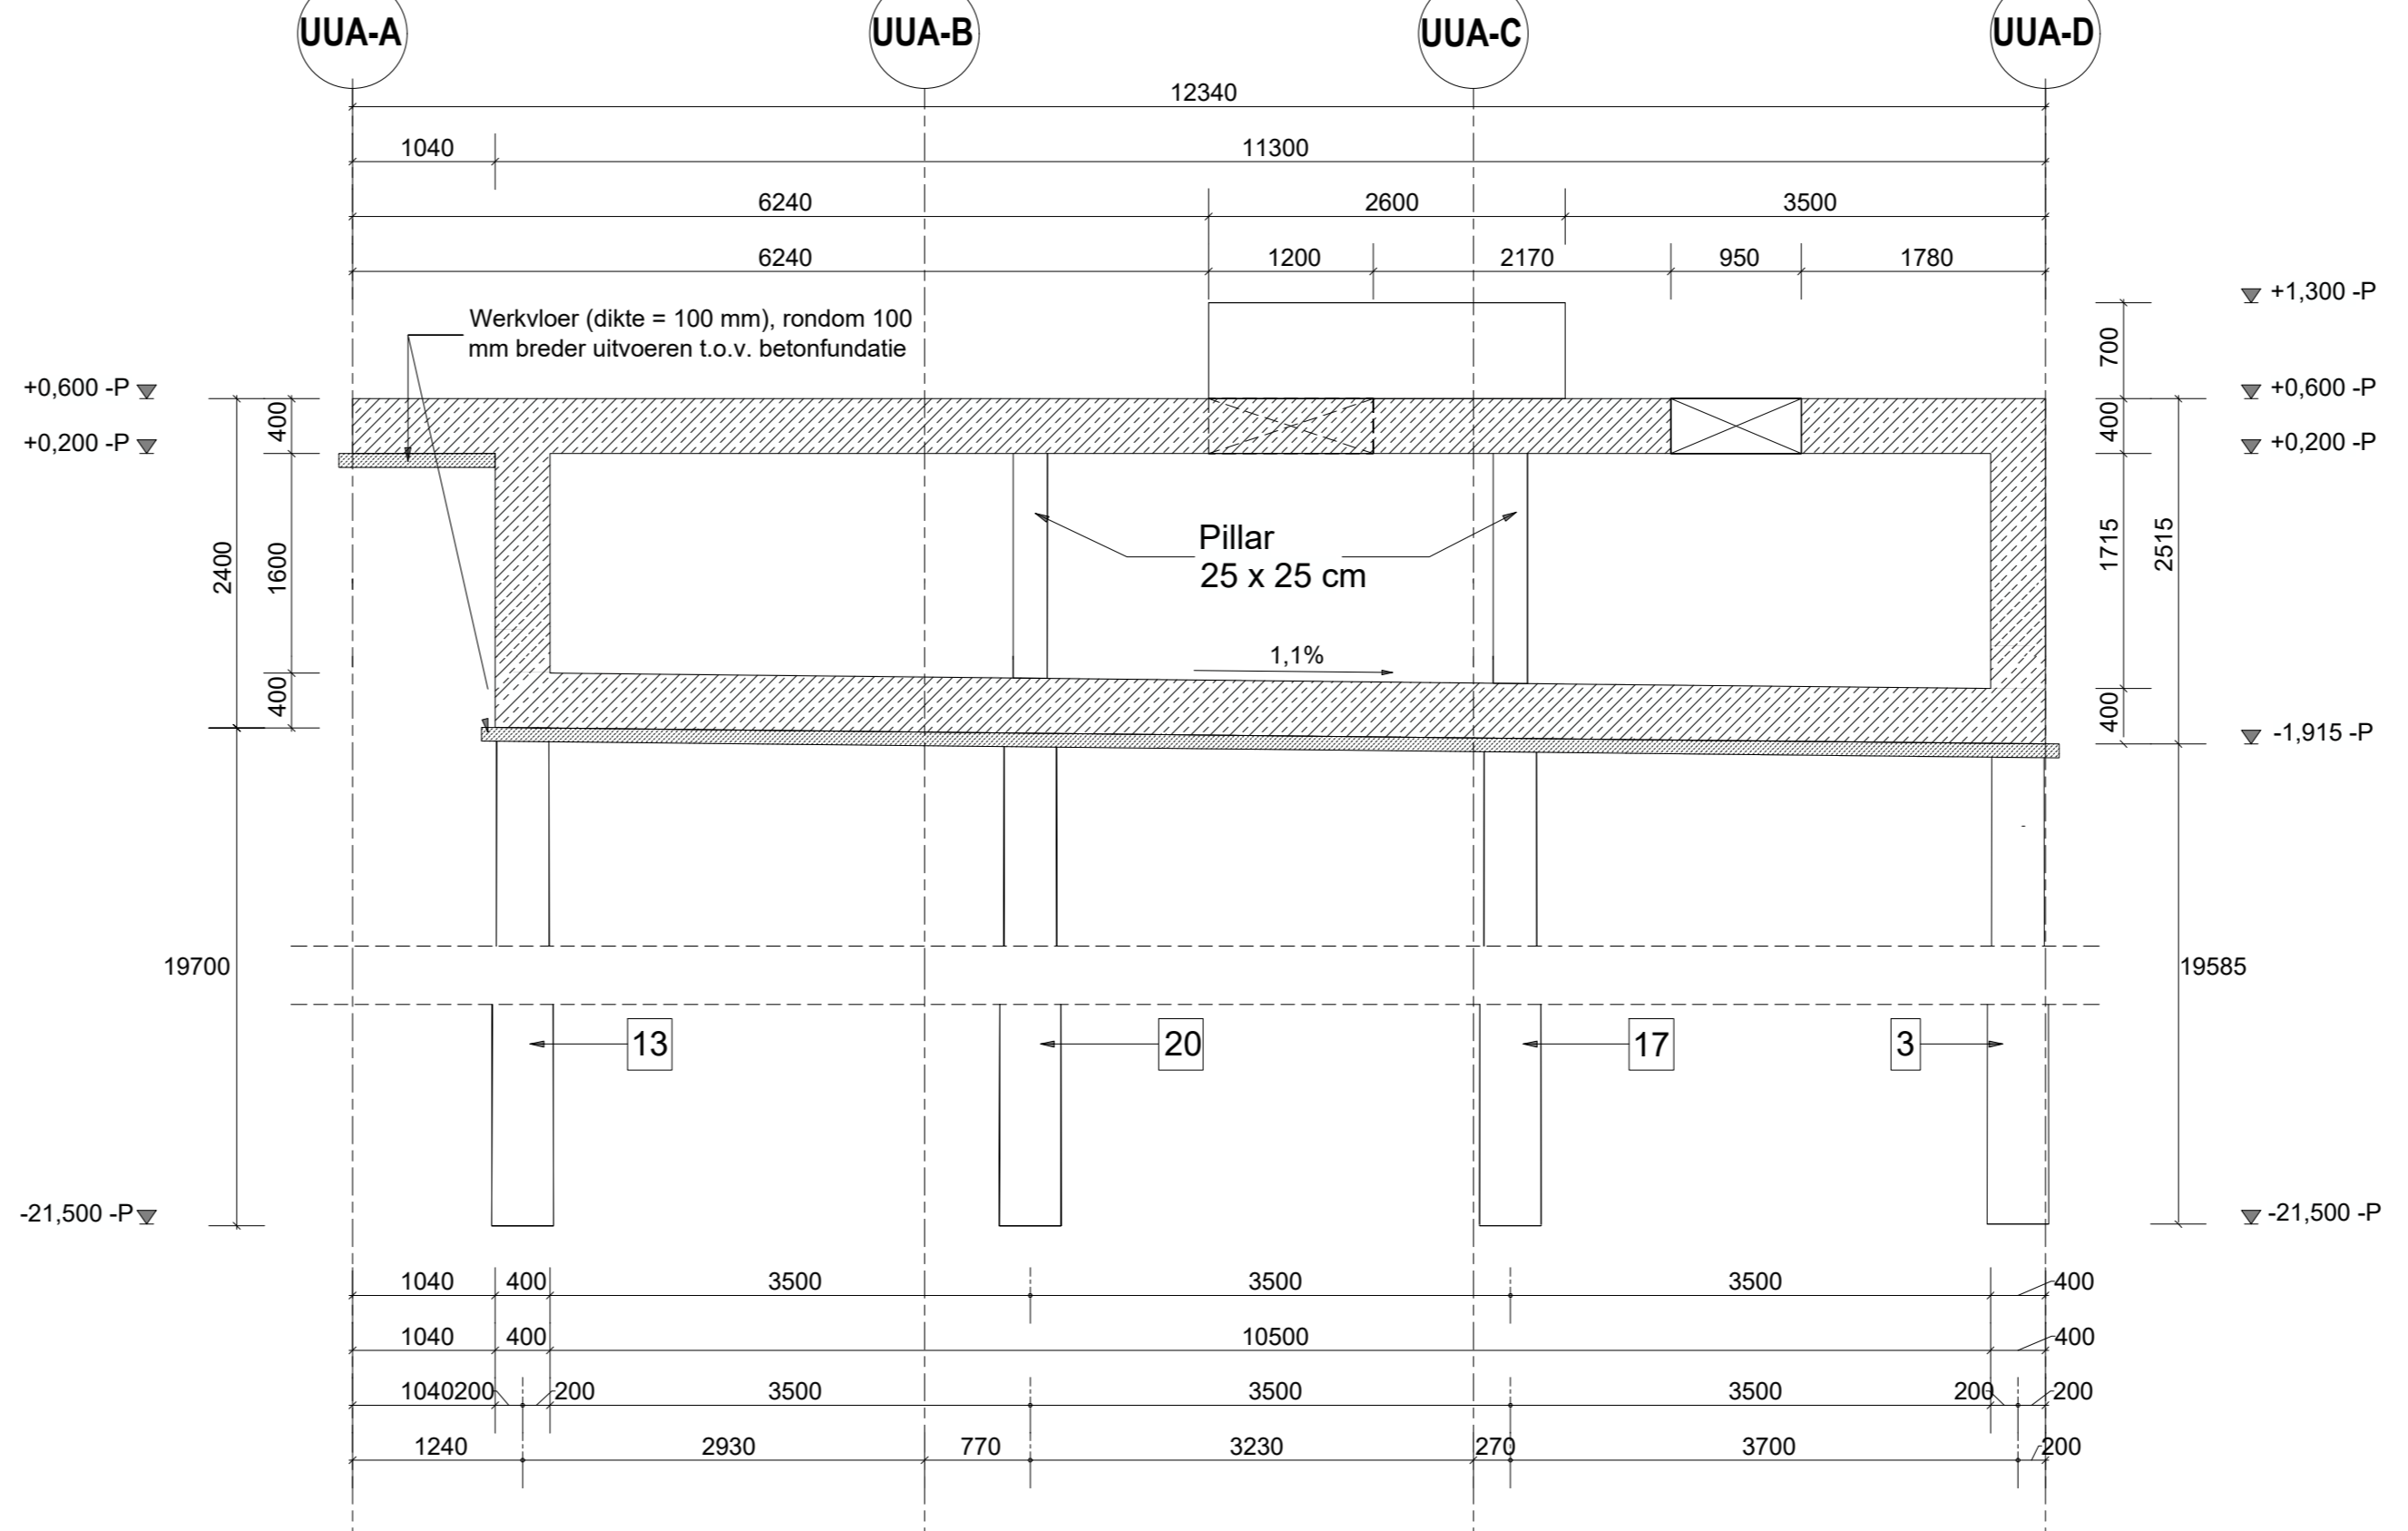 UUA-A UUA-B UUA-C UUA-D
12340
1040 11300
6240 2600 3500
6240 1200 2170 950 1780
+1,300 -P
Werkvloer (dikte = 100 mm), rondom 100
mm breder uitvoeren t.o.v. betonfundatie
700
+0,600 -P +0,600 -P
400 400
+0,200 -P +0,200 -P
Pillar
25 x 25 cm
2400 1600 1715 2515
1,1%
400 400
-1,915 -P
19700 19585
13 20 17 3
-21,500 -P -21,500 -P
1040 400 3500 3500 3500 400
1040 400 10500 400
1040 200 200 3500 3500 3500 200 200
1240 2930 770 3230 270 3700 200